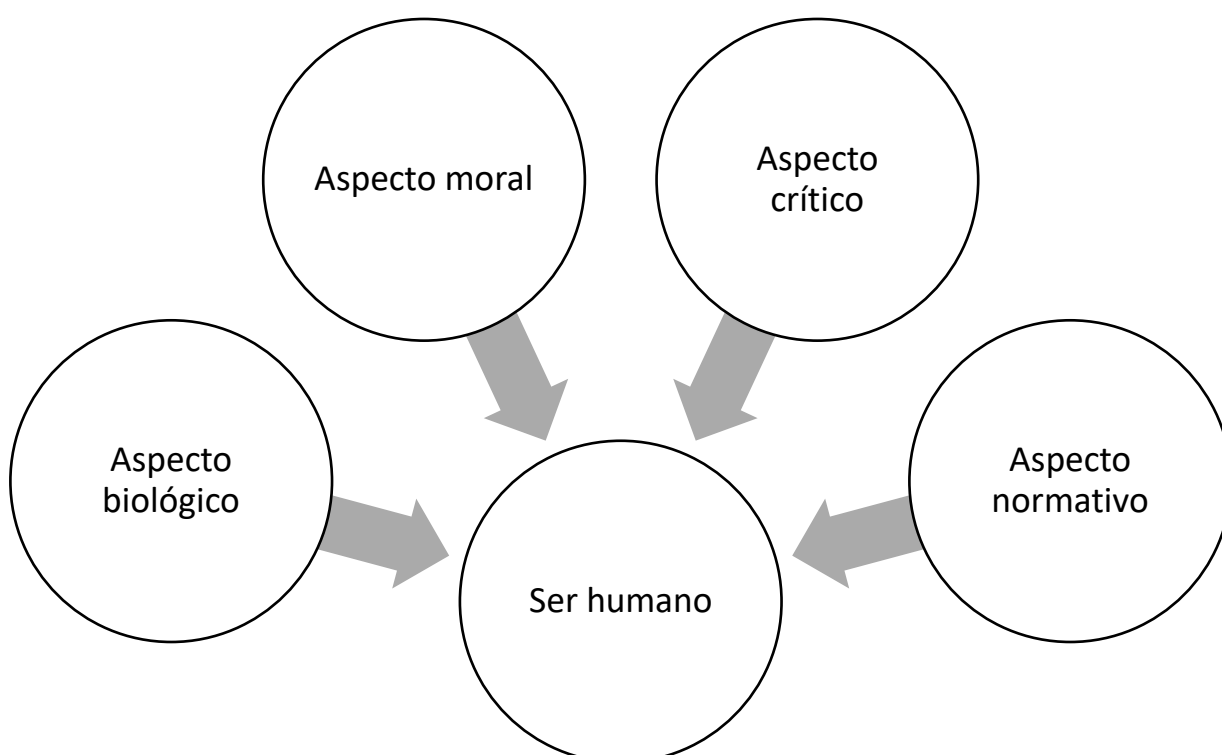 Aspecto moral
Aspecto
crítico
Aspecto
biológico
Aspecto
normativo
Ser humano